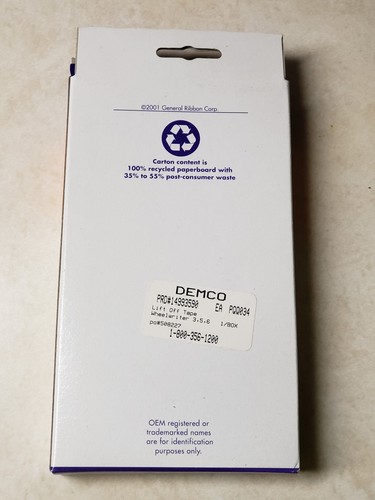 ©2001 General Ribbon Corp.
Carton content is
100% recycled paperboard with
35% to 55% post-consumer waste
DEMCO
PRD#14993590 EA PQQ034
Lift Off Tape
WheelWriter 3,5,6 1/BOX
ps#508227
1-800-356-1200
OEM registered or
trademarked names
are for identification
purposes only.